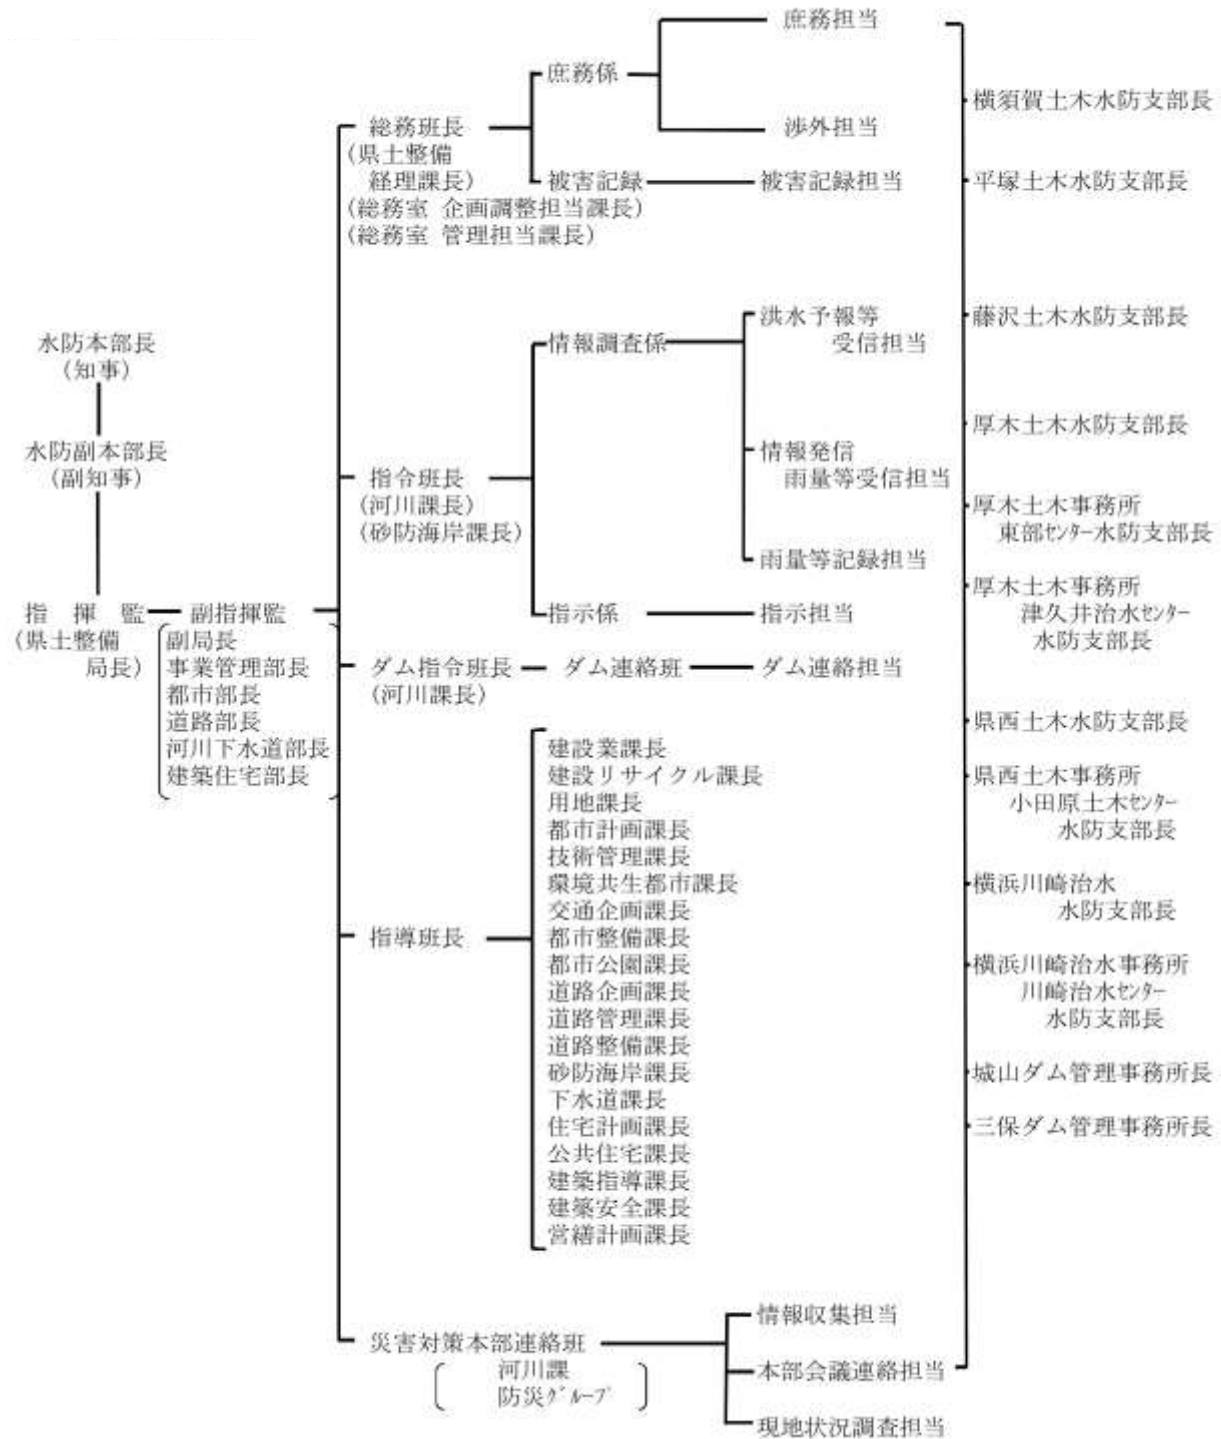 水防本部長
(知事)
水防副本部長
(副知事)
指　揮　監
(県土整備
局長)
副指揮監
副局長
事業管理部長
都市部長
道路部長
河川下水道部長
建築住宅部長
総務班長
(県土整備
経理課長)
(総務室 企画調整担当課長)
(総務室 管理担当課長)
庶務係
庶務担当
渉外担当
被害記録
被害記録担当
指令班長
(河川課長)
(砂防海岸課長)
情報調査係
洪水予報等
受信担当
情報発信
雨量等受信担当
雨量等記録担当
指示係
指示担当
ダム指令班長
(河川課長)
ダム連絡班
ダム連絡担当
指導班長
建設業課長
建設リサイクル課長
用地課長
都市計画課長
技術管理課長
環境共生都市課長
交通企画課長
都市整備課長
都市公園課長
道路企画課長
道路管理課長
道路整備課長
砂防海岸課長
下水道課長
住宅計画課長
公共住宅課長
建築指導課長
建築安全課長
営繕計画課長
災害対策本部連絡班
河川課
防災ｸﾞﾙｰﾌﾟ
情報収集担当
本部会議連絡担当
現地状況調査担当
横須賀土木水防支部長
平塚土木水防支部長
藤沢土木水防支部長
厚木土木水防支部長
厚木土木事務所
東部ｾﾝﾀｰ水防支部長
厚木土木事務所
津久井治水ｾﾝﾀｰ
水防支部長
県西土木水防支部長
県西土木事務所
小田原土木ｾﾝﾀｰ
水防支部長
横浜川崎治水
水防支部長
横浜川崎治水事務所
川崎治水ｾﾝﾀｰ
水防支部長
城山ダム管理事務所長
三保ダム管理事務所長